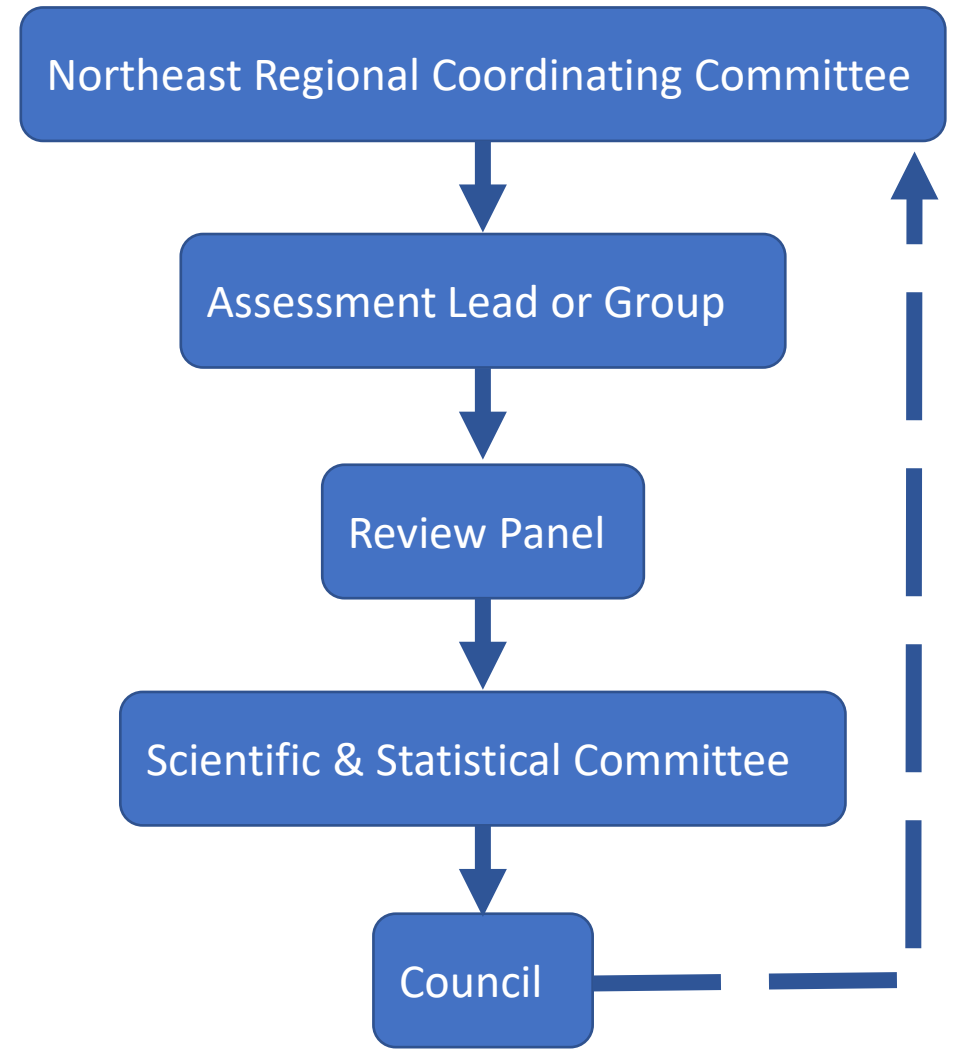 Northeast Regional Coordinating Committee
Assessment Lead or Group
Review Panel
Scientific & Statistical Committee
Council